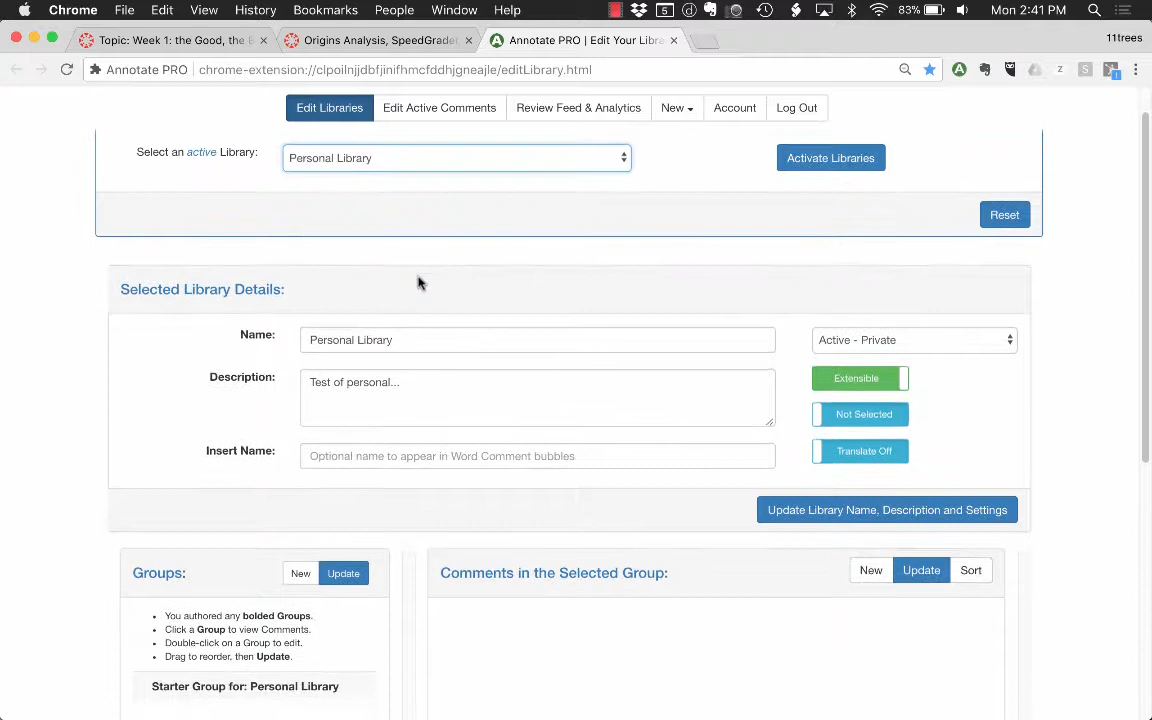 Chrome File Edit View History Bookmarks People Window Help 5 83% Mon 2:41 PM
Topic: Week 1: the Good, the B × Origins Analysis, SpeedGrader × Annotate PRO | Edit Your Libra × 11trees
Annotate PRO chrome-extension://clpoilnjjdbfjinifhmcfddhjgneajle/editLibrary.html
Edit Libraries Edit Active Comments Review Feed & Analytics New Account Log Out
Select an active Library: Personal Library Activate Libraries
Reset
Selected Library Details:
Name: Personal Library Active - Private
Description: Test of personal... Extensible
Not Selected
Insert Name: Optional name to appear in Word Comment bubbles Translate Off
Update Library Name, Description and Settings
Groups: New Update Comments in the Selected Group: New Update Sort
• You authored any bolded Groups.
• Click a Group to view Comments.
• Double-click on a Group to edit.
• Drag to reorder, then Update.
Starter Group for: Personal Library